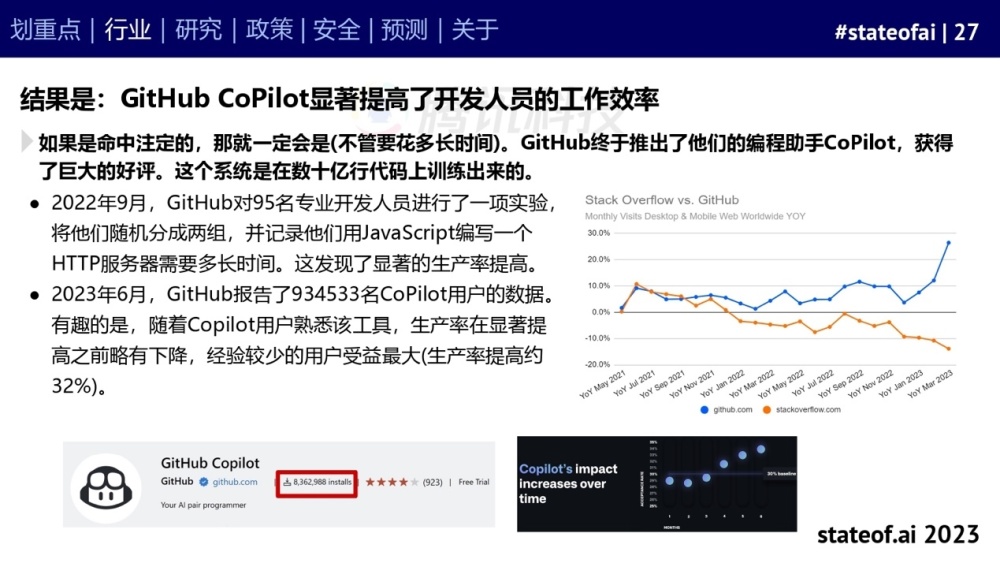 划重点 | 行业 | 研究 | 政策 | 安全 | 预测 | 关于
#stateofai | 27
结果是：GitHub CoPilot显著提高了开发人员的工作效率
腾讯科技
如果是命中注定的，那就一定会是(不管要花多长时间)。GitHub终于推出了他们的编程助手CoPilot，获得
了巨大的好评。这个系统是在数十亿行代码上训练出来的。
● 2022年9月，GitHub对95名专业开发人员进行了一项实验，
将他们随机分成两组，并记录他们用JavaScript编写一个
HTTP服务器需要多长时间。这发现了显著的生产率提高。
● 2023年6月，GitHub报告了934533名CoPilot用户的数据。
有趣的是，随着Copilot用户熟悉该工具，生产率在显著提
高之前略有下降，经验较少的用户受益最大(生产率提高约
32%)。
Stack Overflow vs. GitHub
Monthly Visits Desktop & Mobile Web Worldwide YOY
30.0%
20.0%
10.0%
0.0%
-10.0%
-20.0%
YoY May 2021
YoY Jul 2021
YoY Sep 2021
YoY Nov 2021
YoY Jan 2022
YoY Mar 2022
YoY May 2022
YoY Jul 2022
YoY Sep 2022
YoY Nov 2022
YoY Jan 2023
YoY Mar 2023
github.com
stackoverflow.com
GitHub Copilot
GitHub github.com | 8,362,988 installs (923) | Free Trial
Your AI pair programmer
Copilot's impact
increases over
time
ACCEPTANCE RATE
30% baseline
1 2 3 4 5 6
MONTHS
stateof.ai 2023